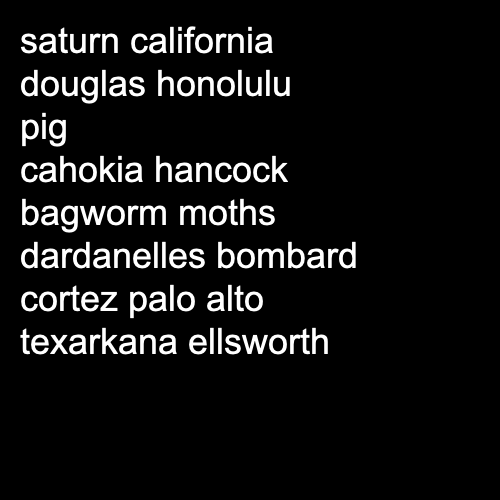 saturn california
douglas honolulu
pig
cahokia hancock
bagworm moths
dardanelles bombard
cortez palo alto
texarkana ellsworth